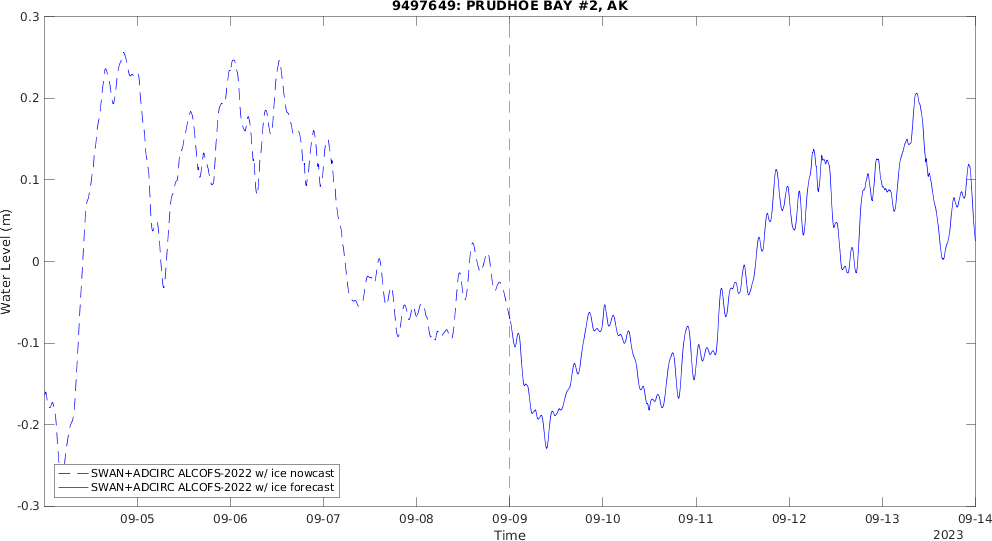 9497649: PRUDHOE BAY #2, AK
0.3
0.2
0.1
0
-0.1
-0.2
-0.3
Water Level (m)
SWAN+ADCIRC ALCOFS-2022 w/ ice nowcast
SWAN+ADCIRC ALCOFS-2022 w/ ice forecast
09-05 09-06 09-07 09-08 09-09 09-10 09-11 09-12 09-13 09-14
Time
2023